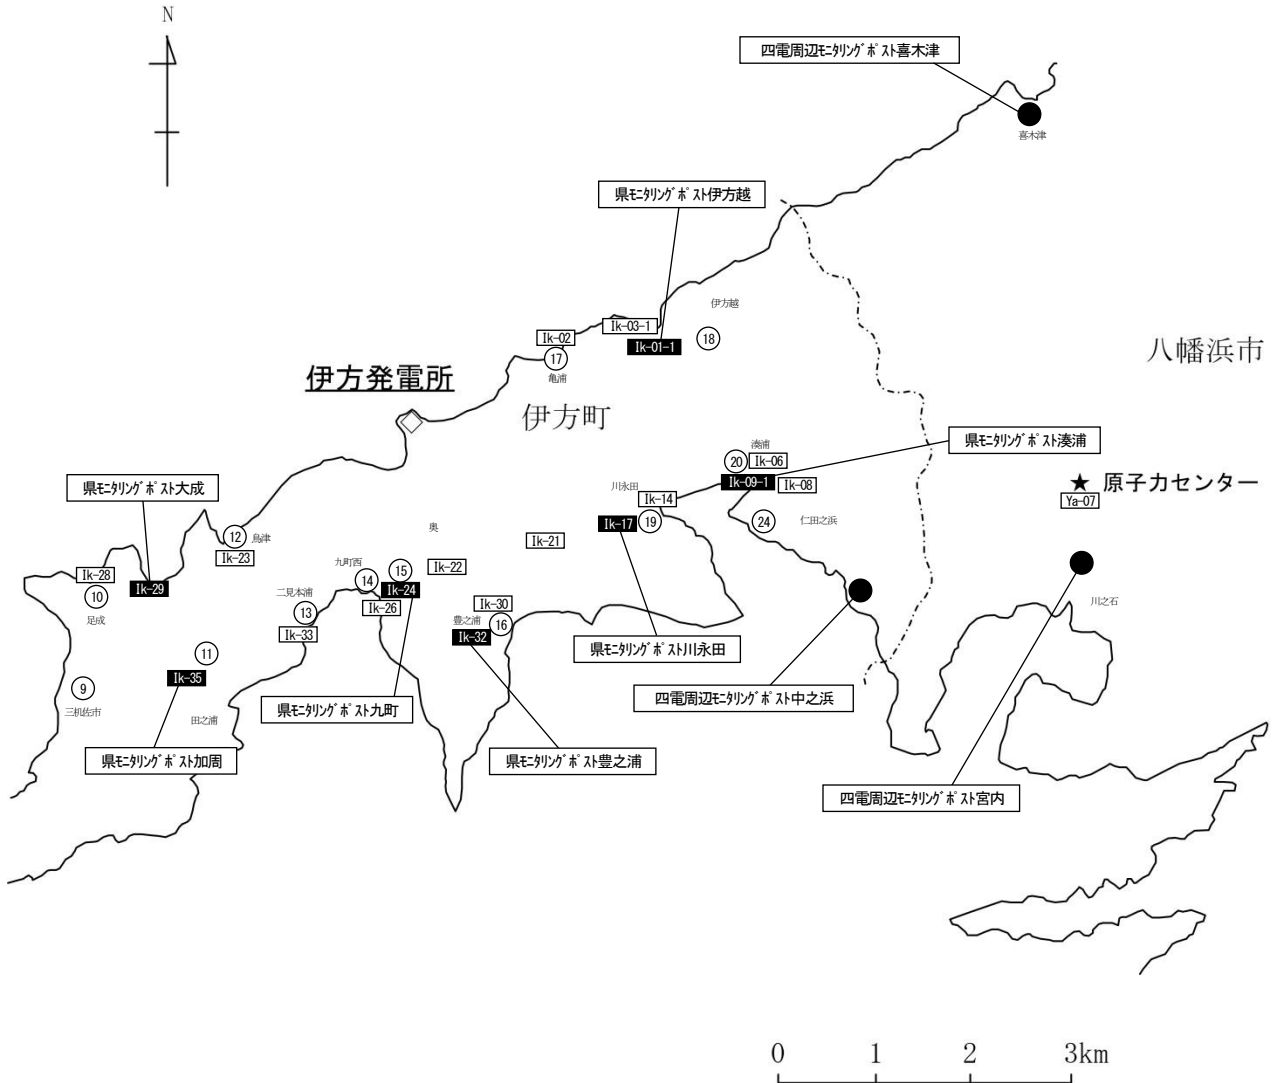 N
四電周辺ﾓﾆﾀﾘﾝｸﾞﾎﾟｽﾄ喜木津
喜木津
県ﾓﾆﾀﾘﾝｸﾞﾎﾟｽﾄ伊方越
伊方越
Ik-03-1
Ik-02
Ik-01-1
⑱
⑰
亀浦
八幡浜市
伊方発電所
伊方町
県ﾓﾆﾀﾘﾝｸﾞﾎﾟｽﾄ湊浦
湊浦
⑳
Ik-06
Ik-09-1
Ik-08
★ 原子力センター
Ya-07
県ﾓﾆﾀﾘﾝｸﾞﾎﾟｽﾄ大成
川永田
Ik-14
Ik-17
⑲
㉔
仁田之浜
奥
⑫
鳥津
Ik-23
Ik-21
Ik-28
Ik-29
⑩
足成
九町西
⑭
⑮
Ik-22
Ik-24
二見本浦
⑬
Ik-26
Ik-30
豊之浦
⑯
Ik-32
Ik-33
川之石
県ﾓﾆﾀﾘﾝｸﾞﾎﾟｽﾄ川永田
⑪
Ik-35
⑨
三机佐市
田之浦
四電周辺ﾓﾆﾀﾘﾝｸﾞﾎﾟｽﾄ中之浜
県ﾓﾆﾀﾘﾝｸﾞﾎﾟｽﾄ九町
県ﾓﾆﾀﾘﾝｸﾞﾎﾟｽﾄ加周
県ﾓﾆﾀﾘﾝｸﾞﾎﾟｽﾄ豊之浦
四電周辺ﾓﾆﾀﾘﾝｸﾞﾎﾟｽﾄ宮内
0 1 2 3km